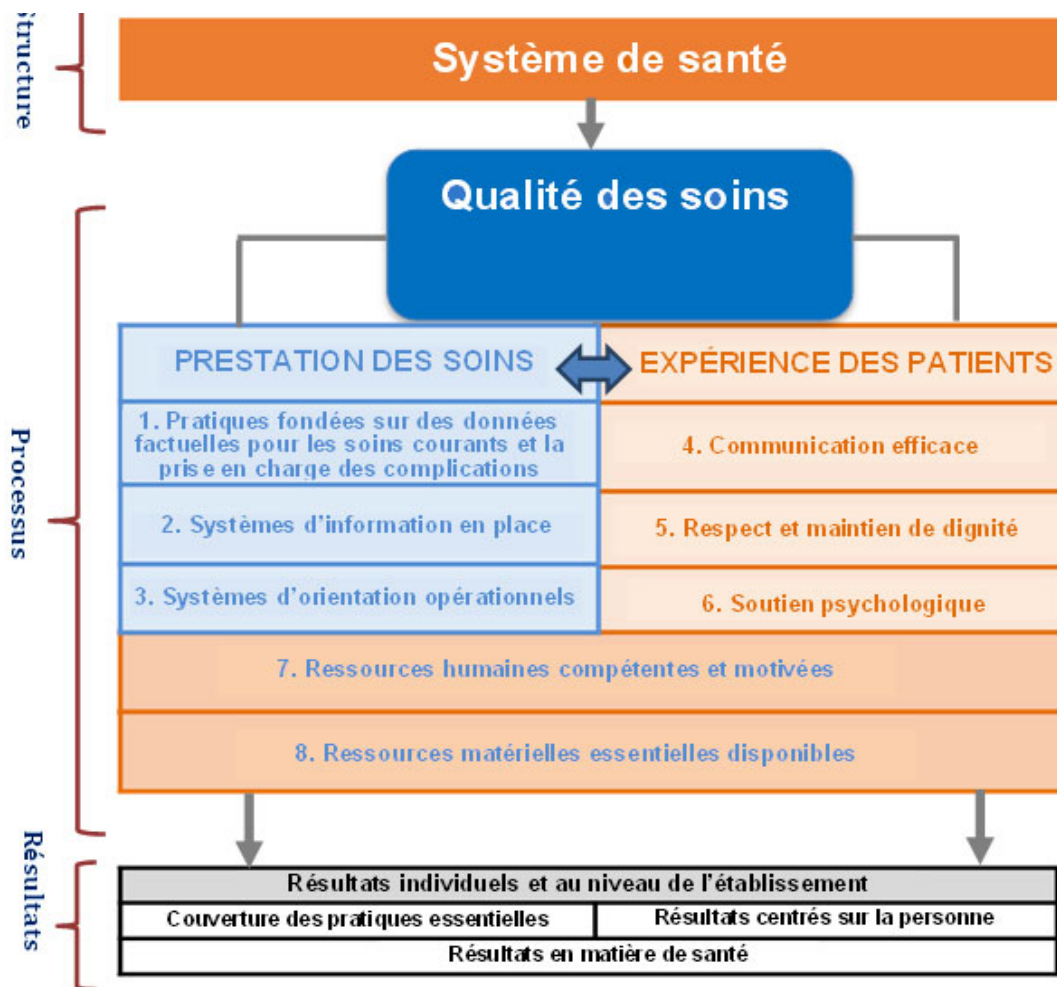 Structure
Système de santé
Qualité des soins
Processus
PRESTATION DES SOINS
EXPÉRIENCE DES PATIENTS
1. Pratiques fondées sur des données
factuelles pour les soins courants et la
prise en charge des complications
4. Communication efficace
2. Systèmes d'information en place
5. Respect et maintien de dignité
3. Systèmes d'orientation opérationnels
6. Soutien psychologique
7. Ressources humaines compétentes et motivées
8. Ressources matérielles essentielles disponibles
Résultats
Résultats individuels et au niveau de l'établissement
Couverture des pratiques essentielles
Résultats centrés sur la personne
Résultats en matière de santé